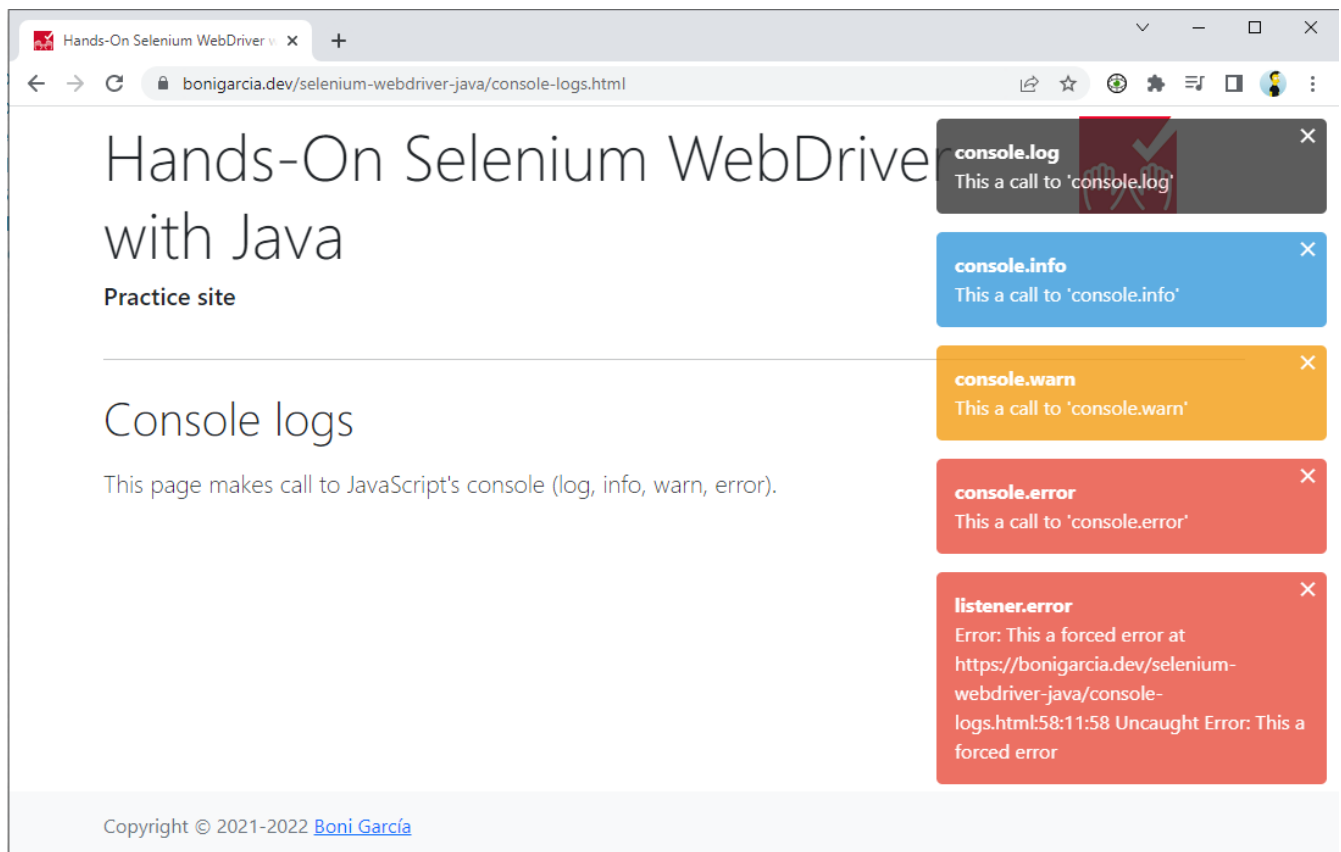 Hands-On Selenium WebDriver w
bonigarcia.dev/selenium-webdriver-java/console-logs.html
Hands-On Selenium WebDriver
with Java
Practice site
Console logs
This page makes call to JavaScript's console (log, info, warn, error).
console.log
This a call to 'console.log'
console.info
This a call to 'console.info'
console.warn
This a call to 'console.warn'
console.error
This a call to 'console.error'
listener.error
Error: This a forced error at
https://bonigarcia.dev/selenium-
webdriver-java/console-
logs.html:58:11:58 Uncaught Error: This a
forced error
Copyright © 2021-2022 Boni García